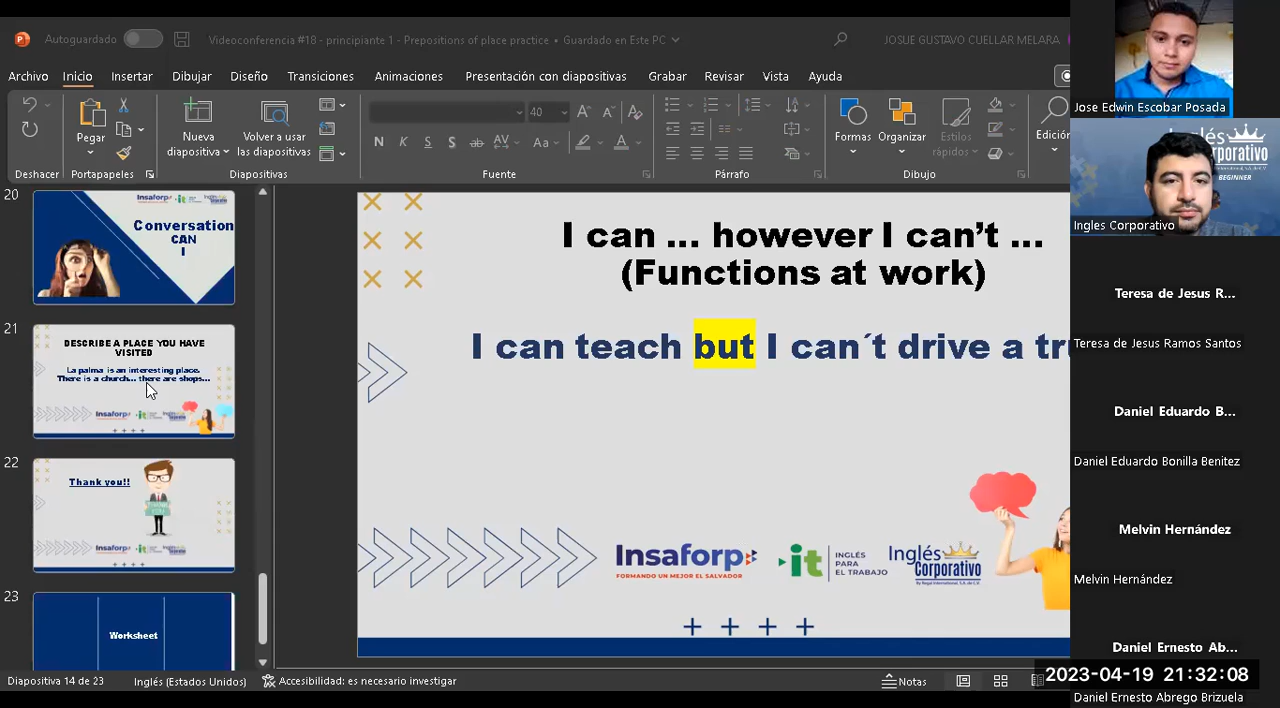 Autoguardado
Videoconferencia #18 - principiante 1 - Prepositions of place practice • Guardado en Este PC
JOSUE GUSTAVO CUELLAR MELARA
Archivo Inicio Insertar Dibujar Diseño Transiciones Animaciones Presentación con diapositivas Grabar Revisar Vista Ayuda
40
Pegar
Nueva diapositiva
Volver a usar las diapositivas
N K S S ab AV Aa A
Formas
Organizar
Estilos rápidos
Edición
Deshacer
Portapapeles
Diapositivas
Fuente
Párrafo
Dibujo
20
Conversation
CAN
I
21
DESCRIBE A PLACE YOU HAVE
VISITED
La palma is an interesting place.
There is a church... there are shops...
22
Thank you!!
23
Worksheet
I can ... however I can’t ...
(Functions at work)
I can teach but I can´t drive a tru
Insaforp
FORMANDO UN MEJOR EL SALVADOR
it
INGLÉS
PARA
EL TRABAJO
Inglés
Corporativo
Diapositiva 14 de 23
Inglés (Estados Unidos)
Accesibilidad: es necesario investigar
Notas
Jose Edwin Escobar Posada
Inglés
Corporativo
BEGINNER
Ingles Corporativo
Teresa de Jesus R...
Teresa de Jesus Ramos Santos
Daniel Eduardo B...
Daniel Eduardo Bonilla Benitez
Melvin Hernández
Melvin Hernández
Daniel Ernesto Ab...
2023-04-19 21:32:08
Daniel Ernesto Abrego Brizuela